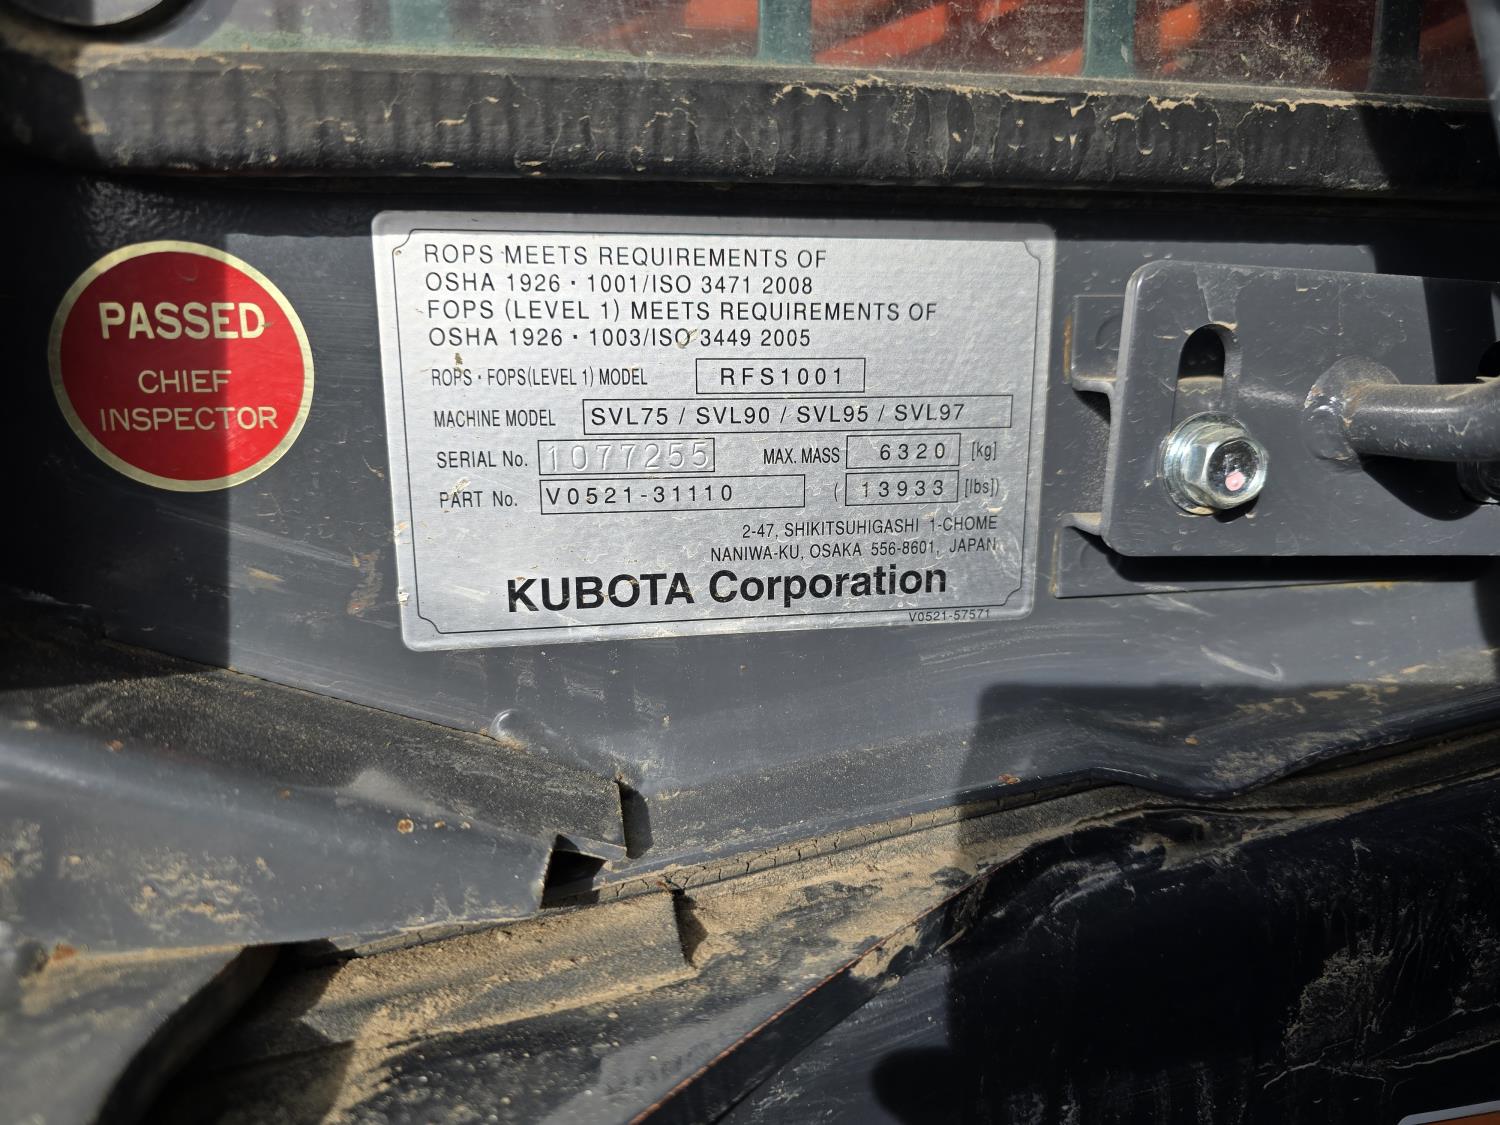 PASSED
CHIEF
INSPECTOR
ROPS MEETS REQUIREMENTS OF
OSHA 1926・1001/ISO 3471 2008
FOPS (LEVEL 1) MEETS REQUIREMENTS OF
OSHA 1926・1003/ISO 3449 2005
ROPS・FOPS(LEVEL 1) MODEL RFS1001
MACHINE MODEL SVL75 / SVL90 / SVL95 / SVL97
SERIAL No. 1077255 MAX. MASS 6320 [kg]
PART No. V0521-31110 (13933 [lbs])
2-47, SHIKITSUHIGASHI 1-CHOME
NANIWA-KU, OSAKA 556-8601, JAPAN
KUBOTA Corporation
V0521-57571